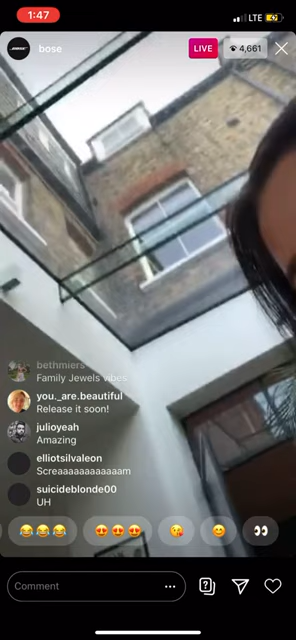 1:47
LTE
BOSE
bose
LIVE
4,661
bethmiers
Family Jewels vibes
you._are.beautiful
Release it soon!
julioyeah
Amazing
elliotsilvaleon
Screaaaaaaaaaaaam
suicideblonde00
UH
Comment